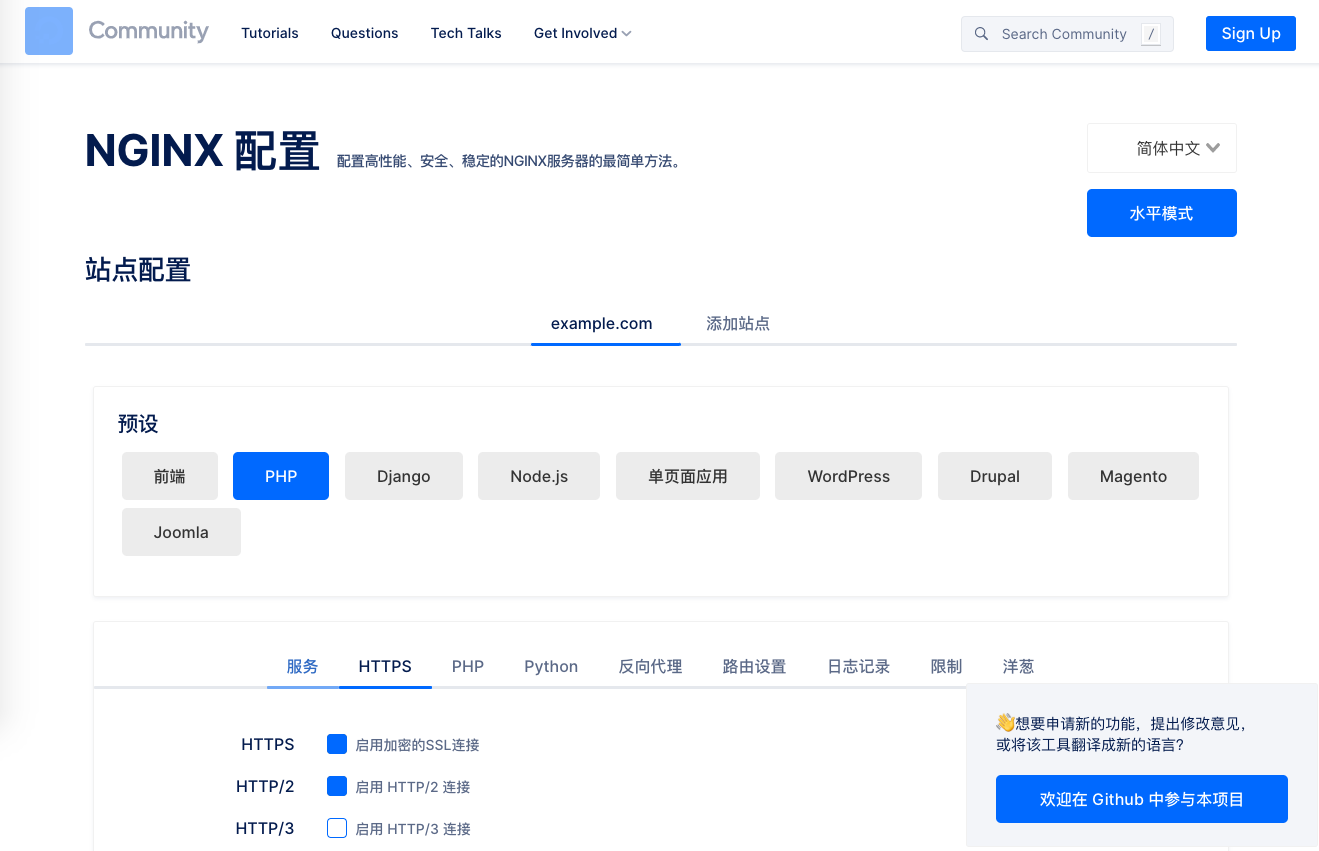 Community Tutorials Questions Tech Talks Get Involved Search Community / Sign Up
NGINX 配置 配置高性能、安全、稳定的NGINX服务器的最简单方法。
简体中文
水平模式
站点配置
example.com 添加站点
预设
前端 PHP Django Node.js 单页面应用 WordPress Drupal Magento
Joomla
服务 HTTPS PHP Python 反向代理 路由设置 日志记录 限制 洋葱
HTTPS 启用加密的SSL连接
HTTP/2 启用 HTTP/2 连接
HTTP/3 启用 HTTP/3 连接
👋想要申请新的功能，提出修改意见，
或将该工具翻译成新的语言?
欢迎在 Github 中参与本项目